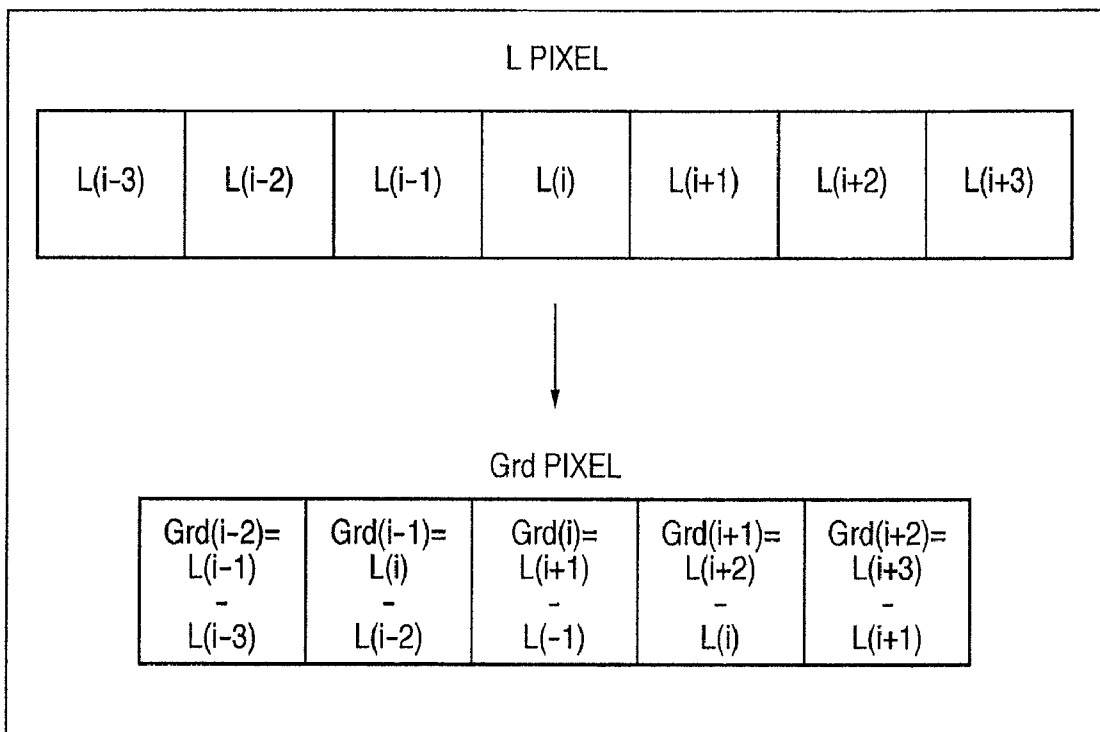 L PIXEL
L(i-3) L(i-2) L(i-1) L(i) L(i+1) L(i+2) L(i+3)
Grd PIXEL
Grd(i-2)= Grd(i-1)= Grd(i)= Grd(i+1)= Grd(i+2)=
L(i-1) L(i) L(i+1) L(i+2) L(i+3)
- - - - -
L(i-3) L(i-2) L(-1) L(i) L(i+1)